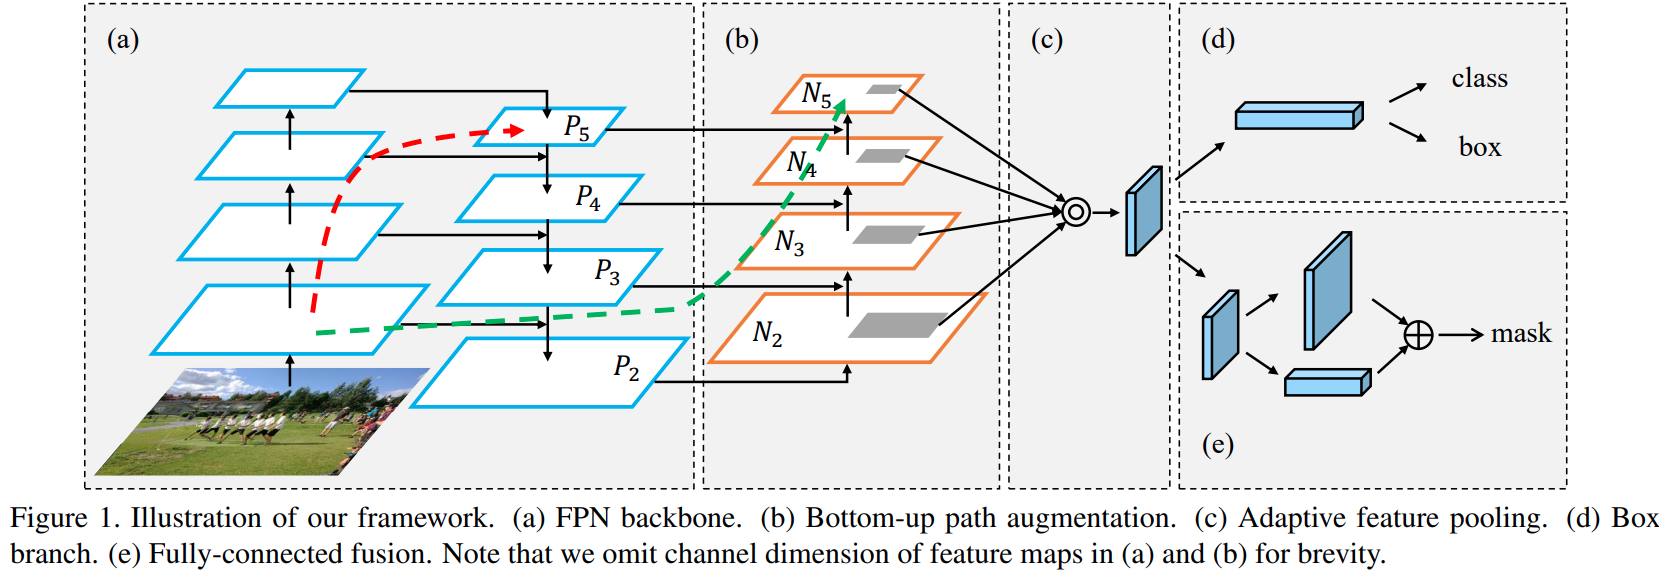 (a)
P5
P4
P3
P2
(b)
N5
N4
N3
N2
(c)
(d)
class
box
mask
(e)
Figure 1. Illustration of our framework. (a) FPN backbone. (b) Bottom-up path augmentation. (c) Adaptive feature pooling. (d) Box
branch. (e) Fully-connected fusion. Note that we omit channel dimension of feature maps in (a) and (b) for brevity.